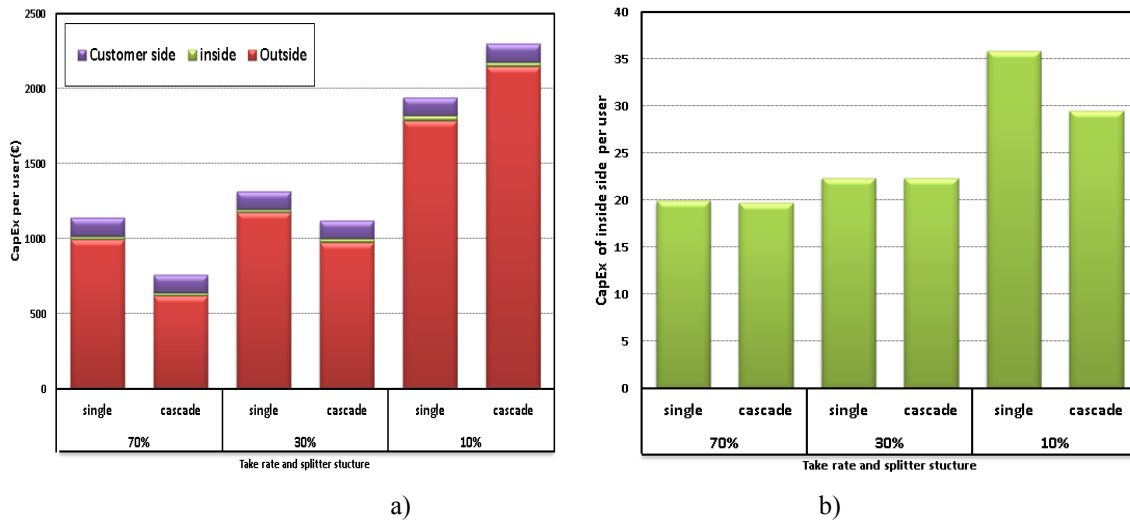 2500
2000
1500
1000
500
0
CapEx per user(€)
Customer side inside Outside
single cascade single cascade single cascade
70% 30% 10%
Take rate and splitter stucture
a)
40
35
30
25
20
15
10
5
0
CapEx of inside side per user
single cascade single cascade single cascade
70% 30% 10%
Take rate and splitter stucture
b)